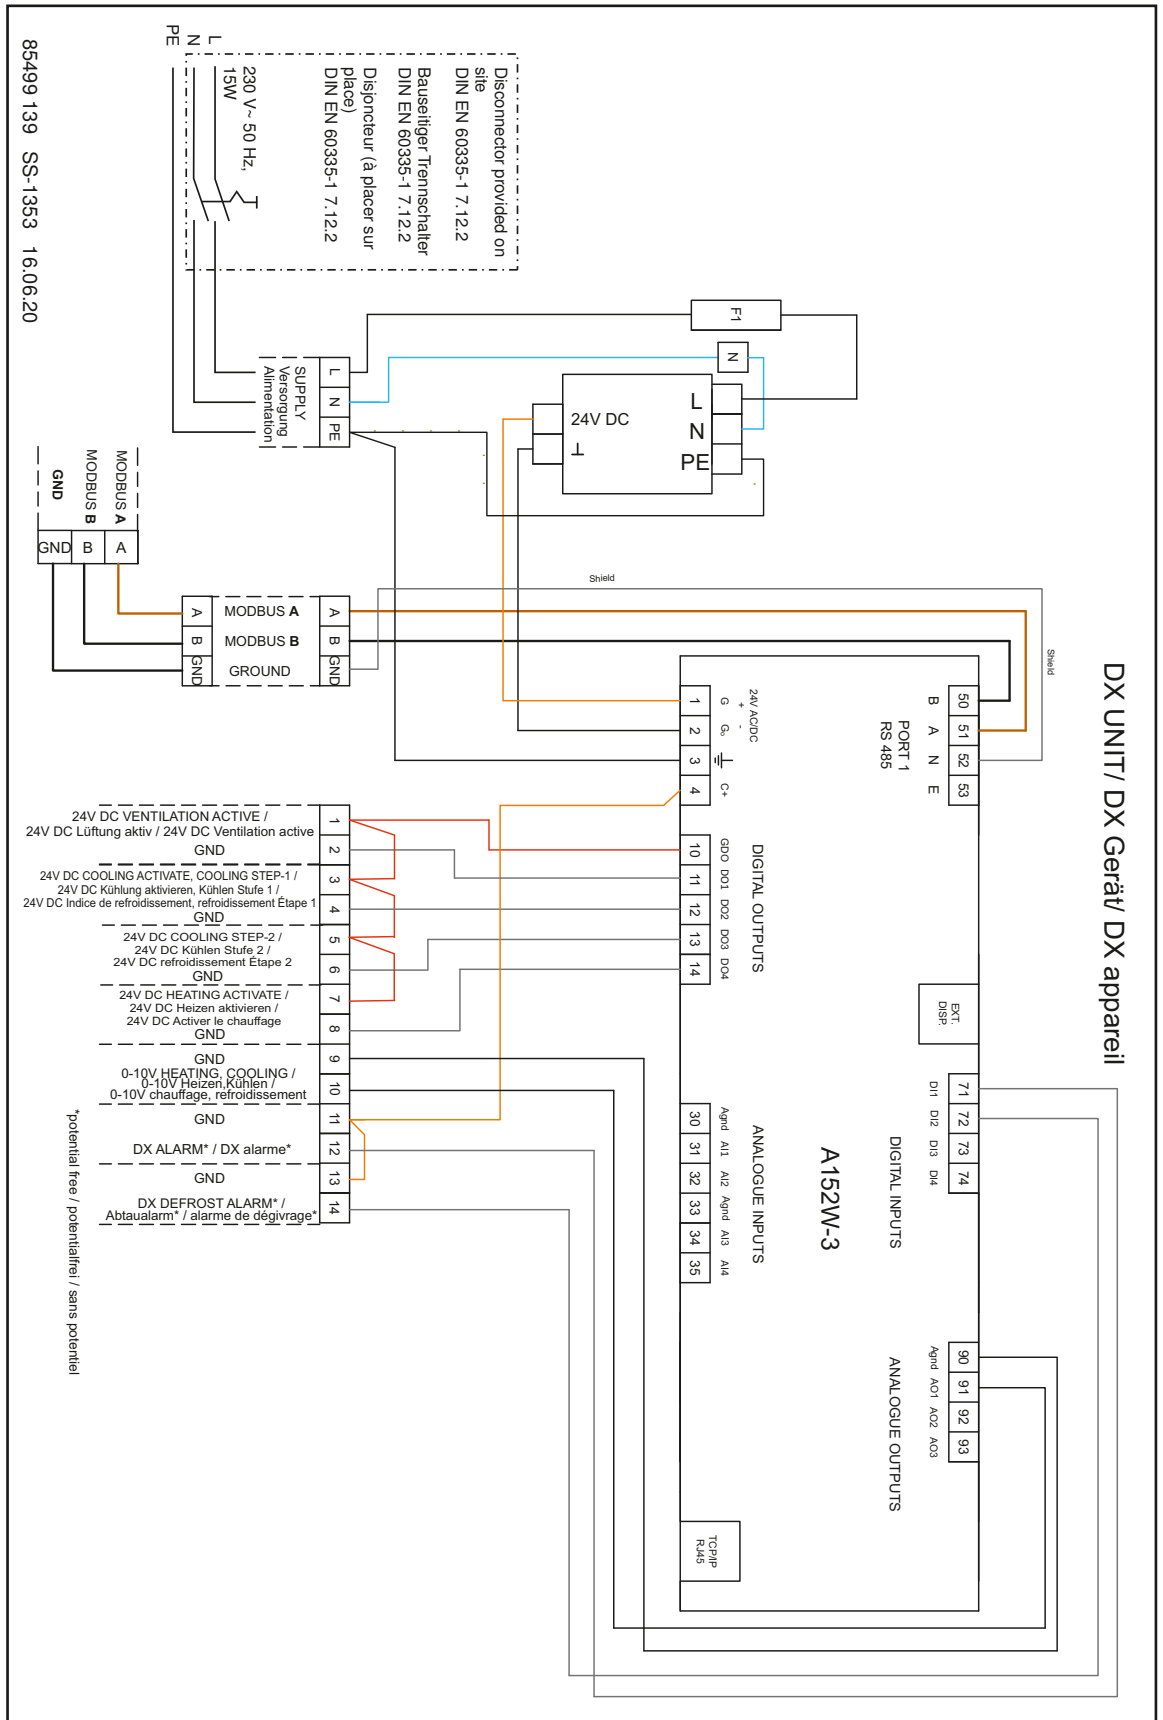 DX UNIT/ DX Gerät/ DX appareil
Disconnector provided on
site
DIN EN 60335-1 7.12.2
Bauseitiger Trennschalter
DIN EN 60335-1 7.12.2
Disjoncteur (à placer sur
place)
DIN EN 60335-1 7.12.2
230 V~ 50 Hz,
15W
L
N
PE
F1
N
L
N
PE
24V DC
⊥
L
N
PE
SUPPLY
Versorgung
Alimentation
MODBUS A
MODBUS B
GND
A
B
GND
A
B
GND
MODBUS A
MODBUS B
GROUND
A
B
GND
Shield
Shield
50
51
52
53
B
A
N
E
PORT 1
RS 485
24V AC/DC
+
-
G
G0
C+
1
2
3
4
DIGITAL OUTPUTS
GDO
DO1
DO2
DO3
DO4
10
11
12
13
14
EXT.
DISP.
71
72
73
74
DI1
DI2
DI3
DI4
DIGITAL INPUTS
A152W-3
ANALOGUE INPUTS
Agnd
AI1
AI2
Agnd
AI3
AI4
30
31
32
33
34
35
90
91
92
93
Agnd
AO1
AO2
AO3
ANALOGUE OUTPUTS
TCP/IP
RJ45
24V DC VENTILATION ACTIVE /
24V DC Lüftung aktiv / 24V DC Ventilation active
GND
24V DC COOLING ACTIVATE, COOLING STEP-1 /
24V DC Kühlung aktivieren, Kühlen Stufe 1 /
24V DC Indice de refroidissement, refroidissement Étape 1
GND
24V DC COOLING STEP-2 /
24V DC Kühlen Stufe 2 /
24V DC refroidissement Étape 2
GND
24V DC HEATING ACTIVATE /
24V DC Heizen aktivieren /
24V DC Activer le chauffage
GND
GND
0-10V HEATING, COOLING /
0-10V Heizen,Kühlen /
0-10V chauffage, refroidissement
GND
DX ALARM* / DX alarme*
GND
DX DEFROST ALARM* /
Abtaualarm* / alarme de dégivrage*
1
2
3
4
5
6
7
8
9
10
11
12
13
14
*potential free / potentialfrei / sans potentiel
85499 139 SS-1353 16.06.20